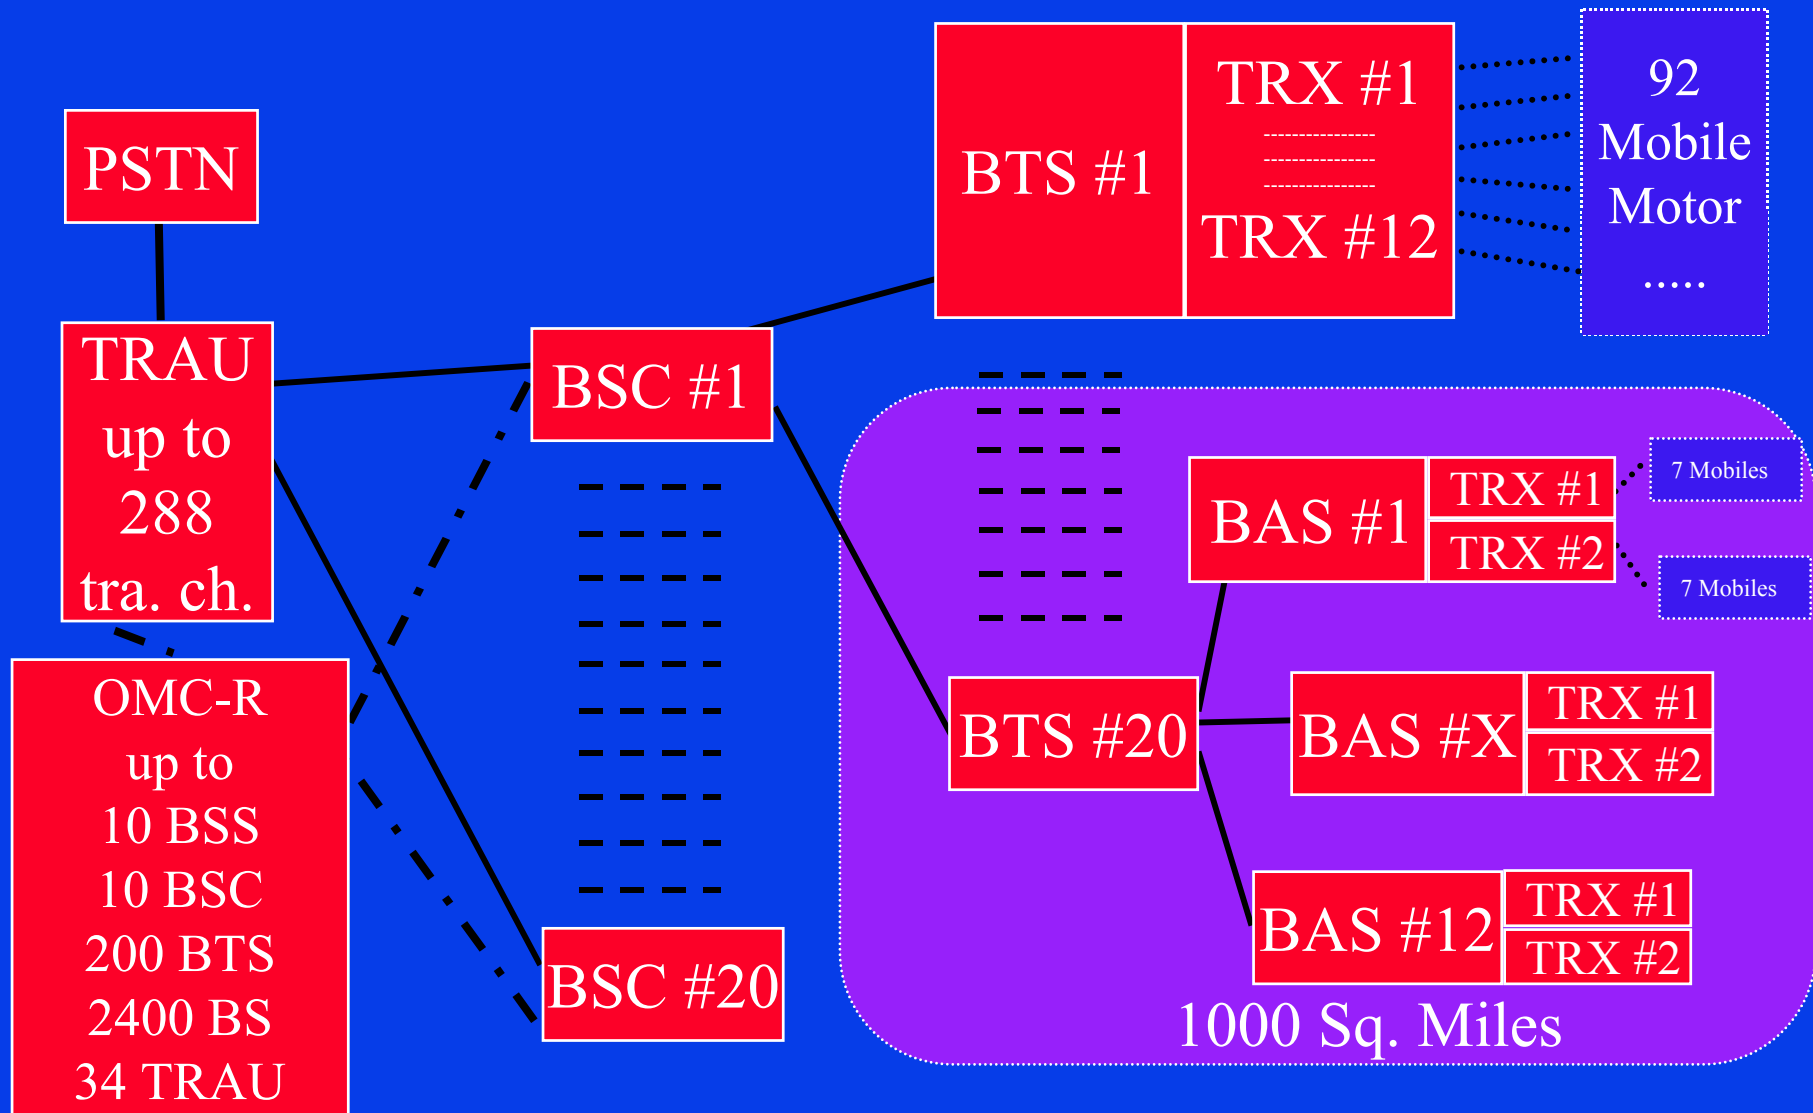 PSTN
TRAU
up to
288
tra. ch.
OMC-R
up to
10 BSS
10 BSC
200 BTS
2400 BS
34 TRAU
BSC #1
BSC #20
BTS #1
TRX #1
----------------
----------------
----------------
TRX #12
92
Mobile
Motor
.....
BTS #20
BAS #1
TRX #1
TRX #2
7 Mobiles
7 Mobiles
BAS #X
TRX #1
TRX #2
BAS #12
TRX #1
TRX #2
1000 Sq. Miles